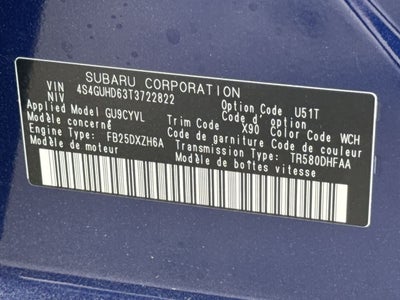 SUBARU CORPORATION
VIN 4S4GUHD63T3722822
NIV
Applied Model GU9CYVL Option Code U51T
Modèle concerné Code d' option
Trim Code X90 Color Code WCH
Code de garniture Code de couleur
Engine Type: FB25DXZH6A Transmission Type: TR580DHFAA
Modèle de moteur Modèle de boîtes vitesse